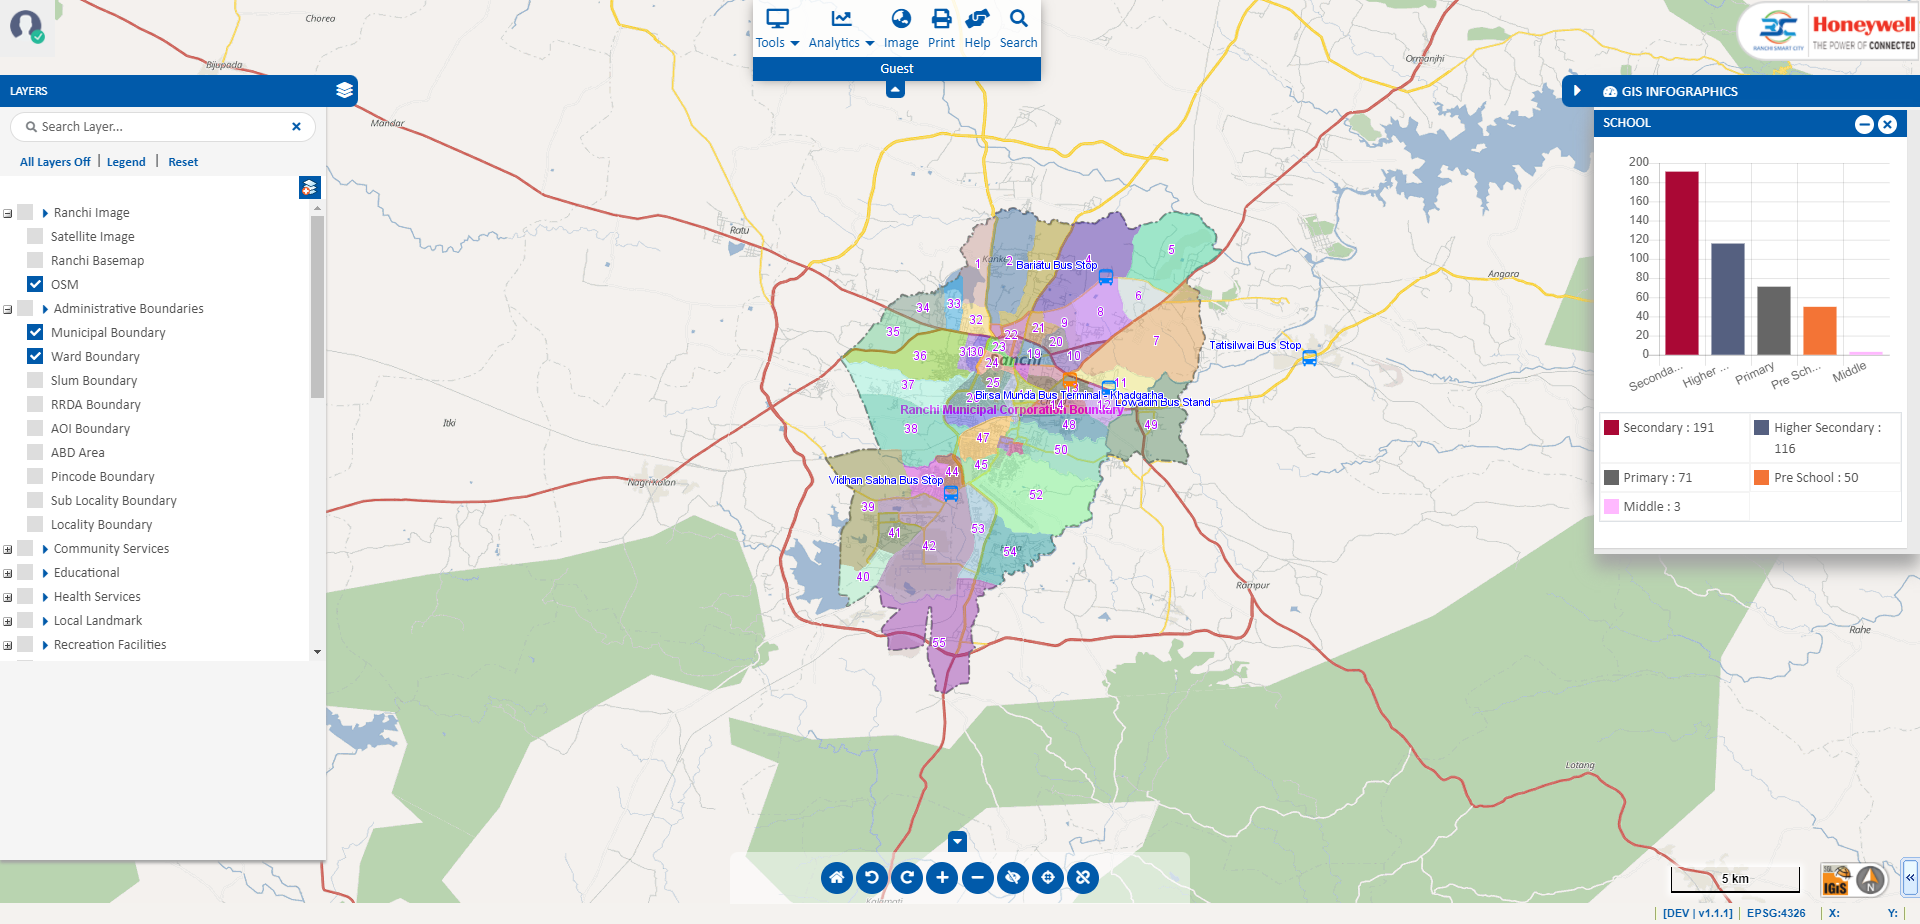 Chorea
Bijupada
Mandar
Ratu
Itki
Nagri Kalan
Ormanjhi
Angara
Rampur
Rahe
Lotang
Kalamati
Tools
Analytics
Image
Print
Help
Search
Guest
RANCHI SMART CITY
Honeywell
THE POWER OF CONNECTED
LAYERS
Search Layer...
All Layers Off | Legend | Reset
Ranchi Image
Satellite Image
Ranchi Basemap
OSM
Administrative Boundaries
Municipal Boundary
Ward Boundary
Slum Boundary
RRDA Boundary
AOI Boundary
ABD Area
Pincode Boundary
Sub Locality Boundary
Locality Boundary
Community Services
Educational
Health Services
Local Landmark
Recreation Facilities
1
2
Bariatu Bus Stop
4
5
6
7
8
9
10
11
19
20
21
22
23
24
25
30
31
32
33
34
35
36
37
38
39
40
41
42
44
45
47
48
49
50
52
53
54
55
Ranchi
Tatisilwai Bus Stop
Birsa Munda Bus Terminal - Khadgarha
Lowadih Bus Stand
Ranchi Municipal Corporation Boundary
Vidhan Sabha Bus Stop
GIS INFOGRAPHICS
SCHOOL
200
180
160
140
120
100
80
60
40
20
0
Seconda...
Higher ...
Primary
Pre Sch...
Middle
Secondary : 191
Higher Secondary :
116
Primary : 71
Pre School : 50
Middle : 3
5 km
IGiS
N
[DEV | v1.1.1]
EPSG:4326
X:
Y: